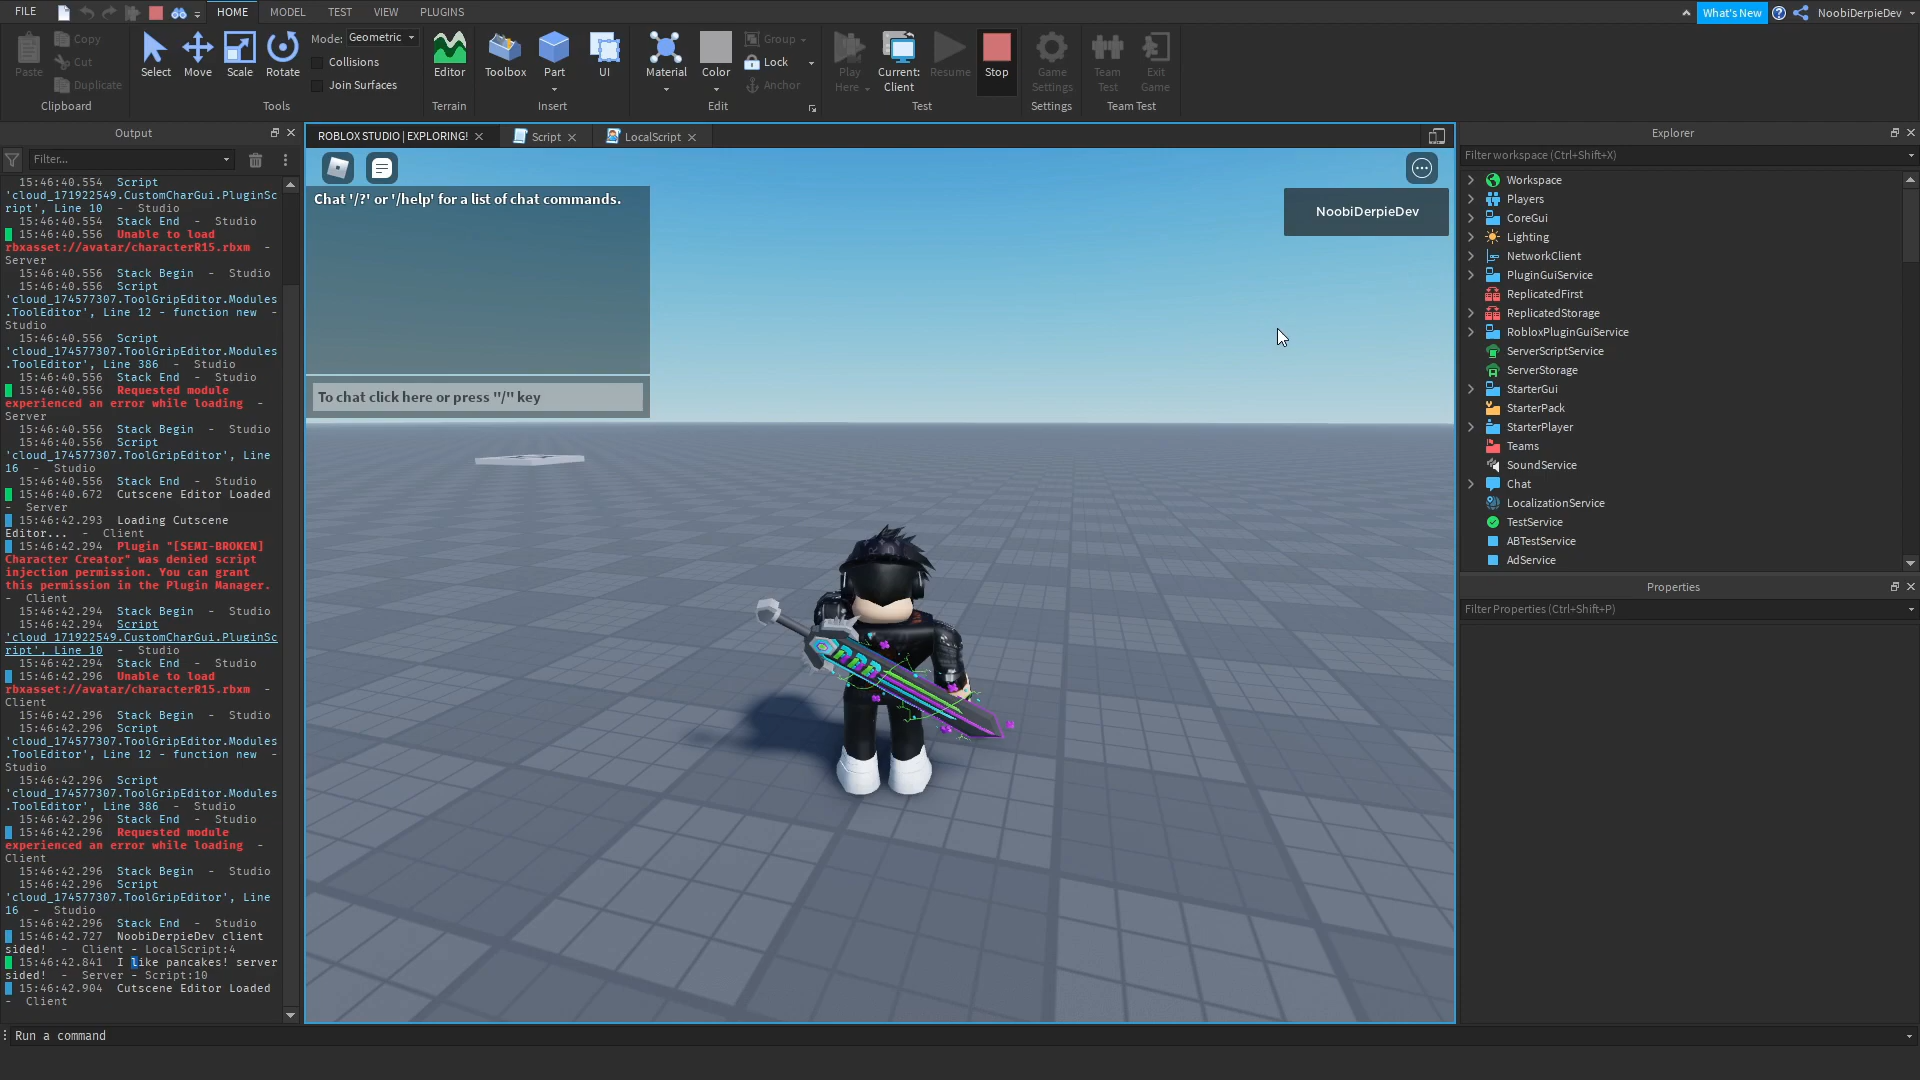 FILE
HOME
MODEL
TEST
VIEW
PLUGINS
What's New
NoobiDerpieDev
Paste
Copy
Cut
Duplicate
Clipboard
Select
Move
Scale
Rotate
Mode: Geometric
Collisions
Join Surfaces
Tools
Editor
Terrain
Toolbox
Part
UI
Insert
Material
Color
Group
Lock
Anchor
Edit
Play
Here
Current:
Client
Resume
Stop
Test
Game
Settings
Settings
Team
Test
Exit
Game
Team Test
Output
Filter...
15:46:40.554 Script
'cloud_171922549.CustomCharGui.PluginSc
ript', Line 10 - Studio
15:46:40.554 Stack End - Studio
15:46:40.556 Unable to load
rbxasset://avatar/characterR15.rbxm -
Server
15:46:40.556 Stack Begin - Studio
15:46:40.556 Script
'cloud_174577307.ToolGripEditor.Modules
.ToolEditor', Line 12 - function new -
Studio
15:46:40.556 Script
'cloud_174577307.ToolGripEditor.Modules
.ToolEditor', Line 386 - Studio
15:46:40.556 Stack End - Studio
15:46:40.556 Requested module
experienced an error while loading -
Server
15:46:40.556 Stack Begin - Studio
15:46:40.556 Script
'cloud_174577307.ToolGripEditor', Line
16 - Studio
15:46:40.556 Stack End - Studio
15:46:40.672 Cutscene Editor Loaded
- Server
15:46:42.293 Loading Cutscene
Editor... - Client
15:46:42.294 Plugin "[SEMI-BROKEN]
Character Creator" was denied script
injection permission. You can grant
this permission in the Plugin Manager.
- Client
15:46:42.294 Stack Begin - Studio
15:46:42.294 Script
'cloud_171922549.CustomCharGui.PluginSc
ript', Line 10 - Studio
15:46:42.294 Stack End - Studio
15:46:42.296 Unable to load
rbxasset://avatar/characterR15.rbxm -
Client
15:46:42.296 Stack Begin - Studio
15:46:42.296 Script
'cloud_174577307.ToolGripEditor.Modules
.ToolEditor', Line 12 - function new -
Studio
15:46:42.296 Script
'cloud_174577307.ToolGripEditor.Modules
.ToolEditor', Line 386 - Studio
15:46:42.296 Stack End - Studio
15:46:42.296 Requested module
experienced an error while loading -
Client
15:46:42.296 Stack Begin - Studio
15:46:42.296 Script
'cloud_174577307.ToolGripEditor', Line
16 - Studio
15:46:42.296 Stack End - Studio
15:46:42.727 NoobiDerpieDev client
sided! - Client - LocalScript:4
15:46:42.841 I like pancakes! server
sided! - Server - Script:10
15:46:42.904 Cutscene Editor Loaded
- Client
ROBLOX STUDIO | EXPLORING!
Script
LocalScript
Chat '/?' or '/help' for a list of chat commands.
To chat click here or press "/" key
NoobiDerpieDev
Explorer
Filter workspace (Ctrl+Shift+X)
Workspace
Players
CoreGui
Lighting
NetworkClient
PluginGuiService
ReplicatedFirst
ReplicatedStorage
RobloxPluginGuiService
ServerScriptService
ServerStorage
StarterGui
StarterPack
StarterPlayer
Teams
SoundService
Chat
LocalizationService
TestService
ABTestService
AdService
Properties
Filter Properties (Ctrl+Shift+P)
Run a command